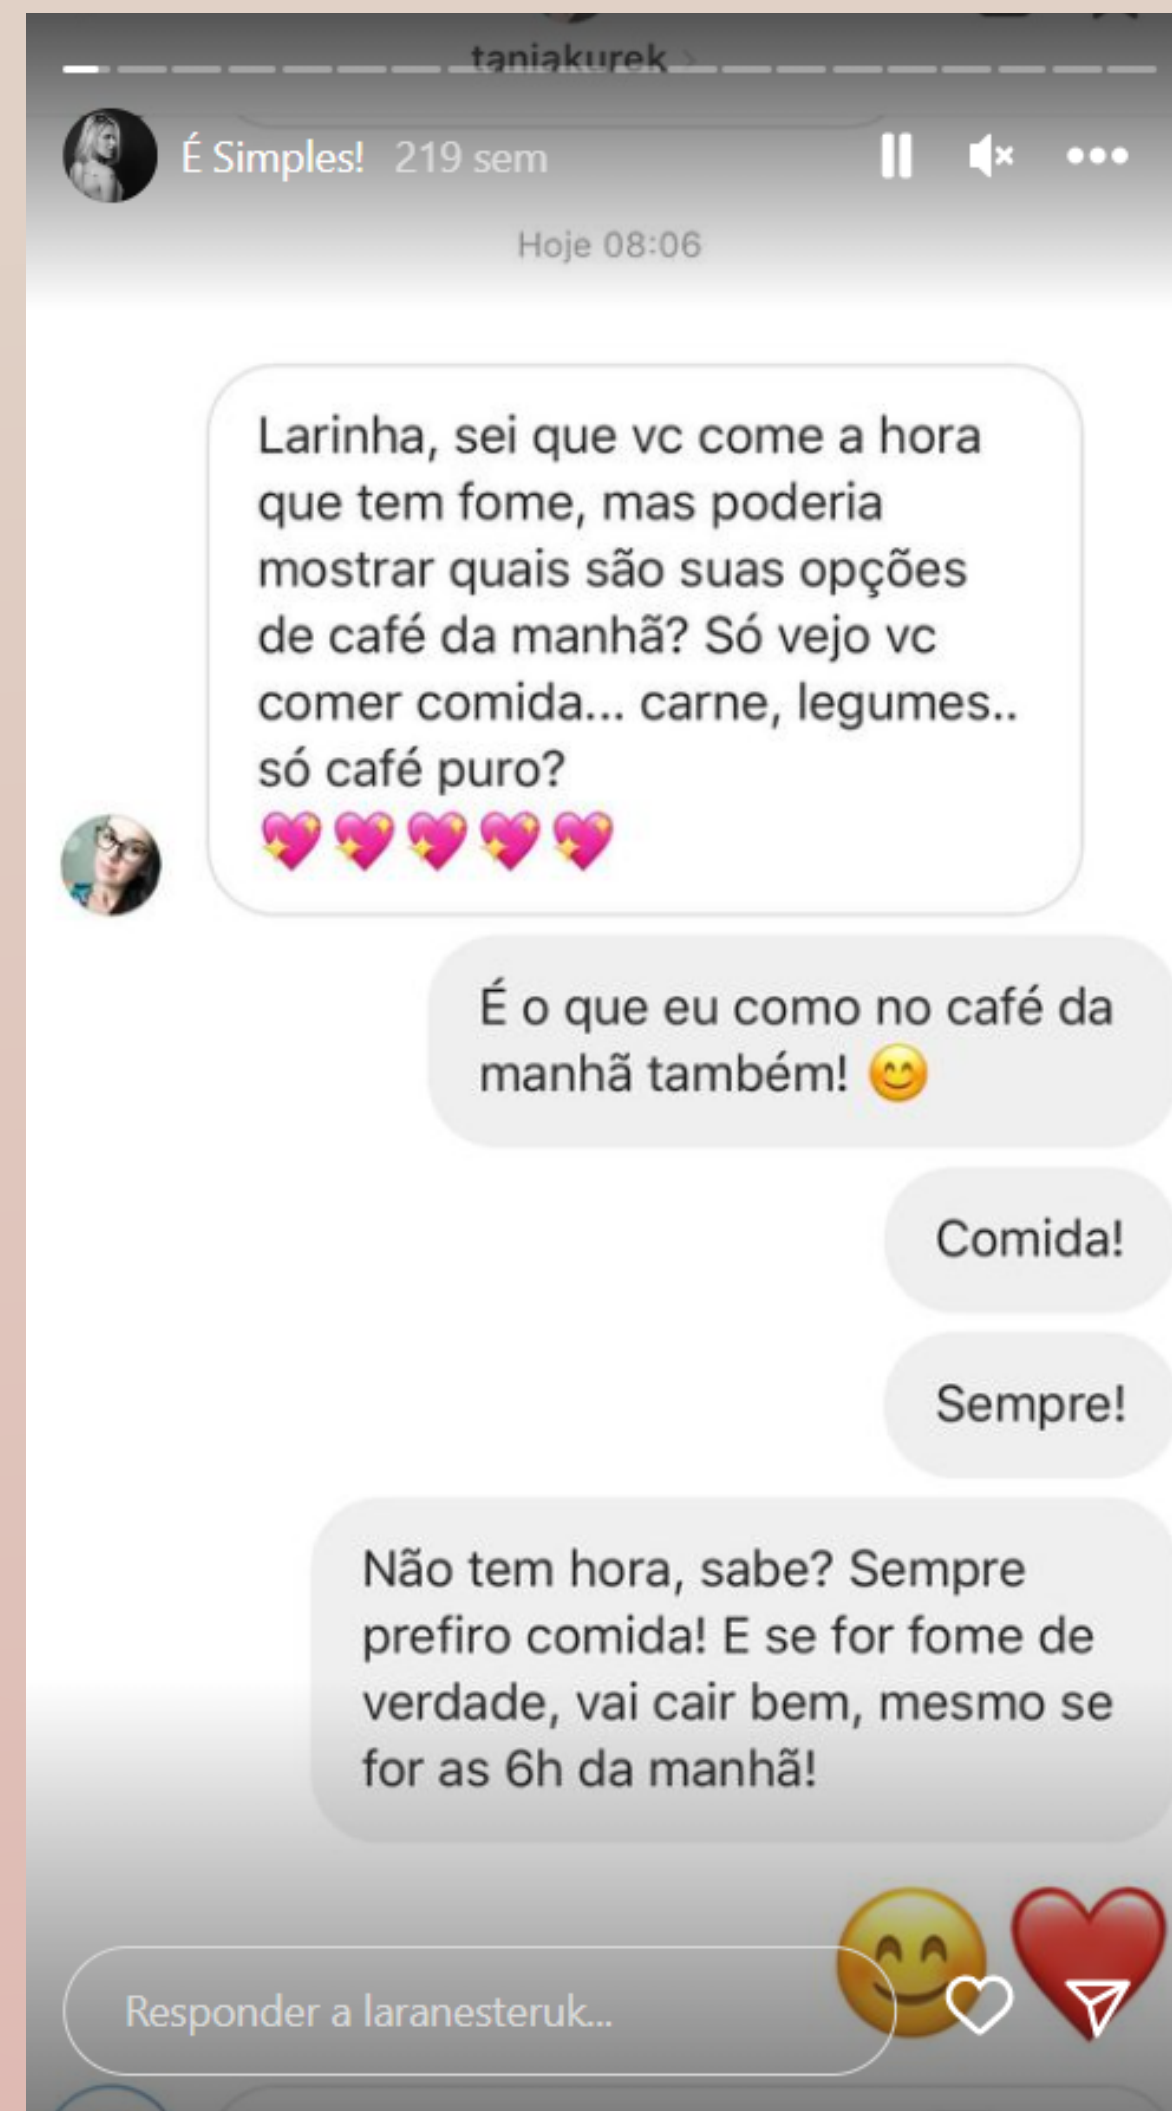 taniakurek
É Simples! 219 sem
Hoje 08:06
Larinha, sei que vc come a hora
que tem fome, mas poderia
mostrar quais são suas opções
de café da manhã? Só vejo vc
comer comida... carne, legumes..
só café puro?
💖💖💖💖💖
É o que eu como no café da
manhã também! 😊
Comida!
Sempre!
Não tem hora, sabe? Sempre
prefiro comida! E se for fome de
verdade, vai cair bem, mesmo se
for as 6h da manhã!
😊❤️
Responder a laranesteruk...